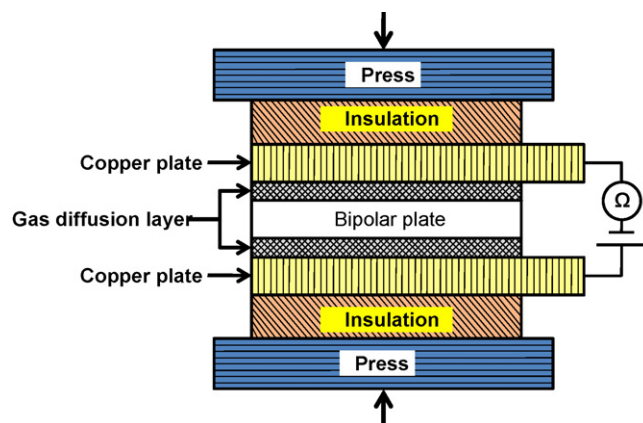 Press
Insulation
Copper plate
Gas diffusion layer
Bipolar plate
Ω
Copper plate
Insulation
Press